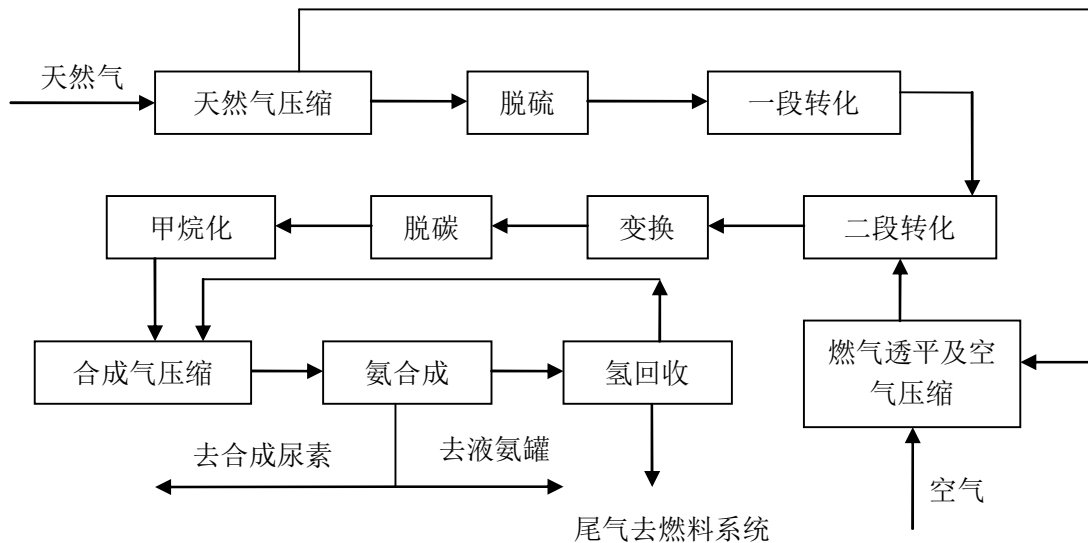 天然气
天然气压缩
脱硫
一段转化
甲烷化
脱碳
变换
二段转化
合成气压缩
氨合成
氢回收
燃气透平及空
气压缩
去合成尿素
去液氨罐
空气
尾气去燃料系统